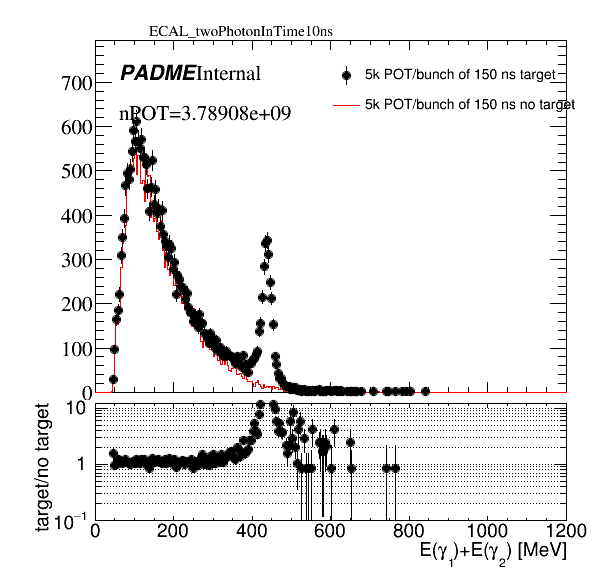 ECAL_twoPhotonInTime10ns
PADME Internal
5k POT/bunch of 150 ns target
5k POT/bunch of 150 ns no target
nPOT=3.78908e+09
700
600
500
400
300
200
100
0
target/no target
10
1
10⁻¹
0 200 400 600 800 1000 1200
E(γ₁)+E(γ₂) [MeV]